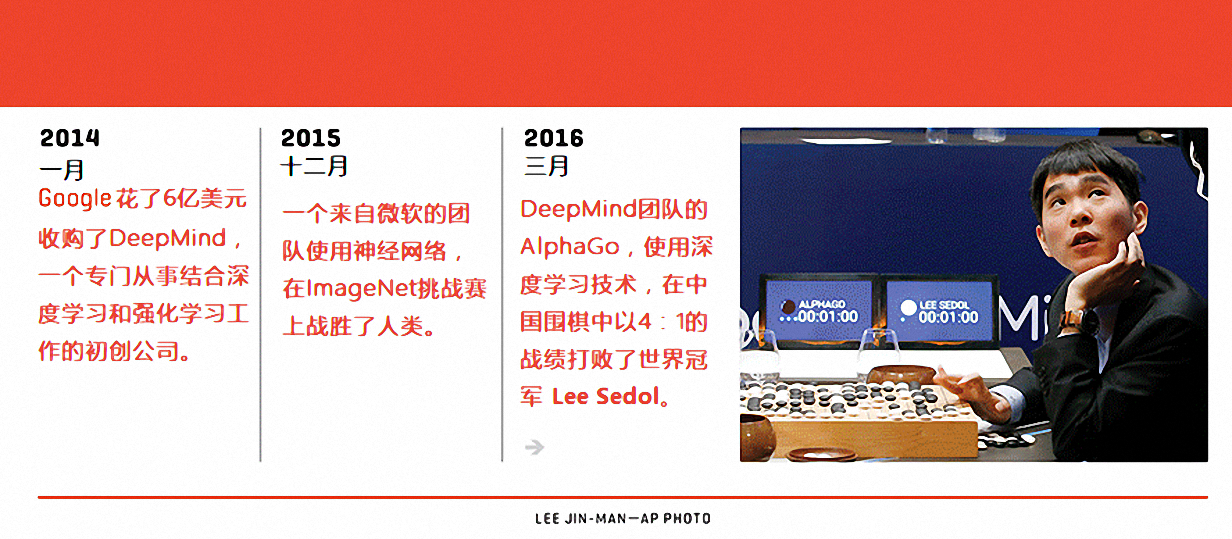 2014
一月
Google花了6亿美元
收购了DeepMind，
一个专门从事结合深
度学习和强化学习工
作的初创公司。
2015
十二月
一个来自微软的团
队使用神经网络，
在ImageNet挑战赛
上战胜了人类。
2016
三月
DeepMind团队的
AlphaGo，使用深
度学习技术，在中
国围棋中以4：1的
战绩打败了世界冠
军 Lee Sedol。
ALPHAGO
00:01:00
LEE SEDOL
00:01:00
Mi
LEE JIN-MAN—AP PHOTO